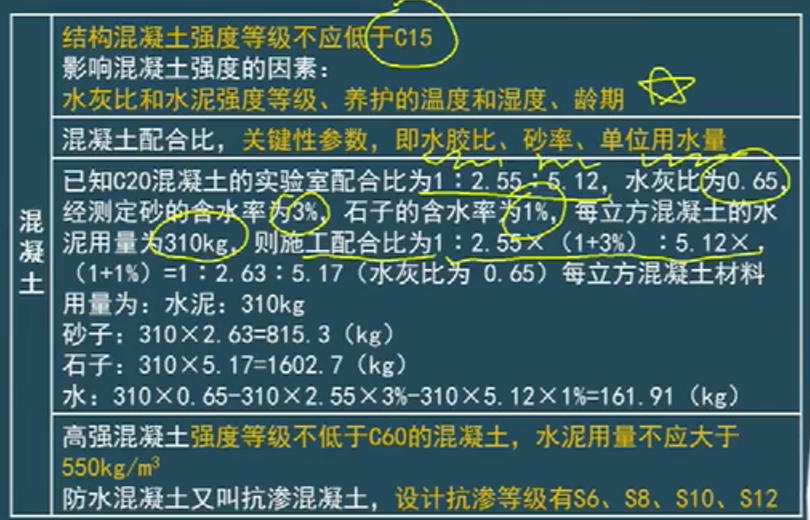 混凝土
结构混凝土强度等级不应低于C15
影响混凝土强度的因素：
水灰比和水泥强度等级、养护的温度和湿度、龄期
混凝土配合比，关键性参数，即水胶比、砂率、单位用水量
已知C20混凝土的实验室配合比为1：2.55：5.12，水灰比为0.65，
经测定砂的含水率为3%，石子的含水率为1%，每立方混凝土的水
泥用量为310kg，则施工配合比为1：2.55×（1+3%）：5.12×
（1+1%）=1：2.63：5.17（水灰比为 0.65）每立方混凝土材料
用量为：水泥：310kg
砂子：310×2.63=815.3（kg）
石子：310×5.17=1602.7（kg）
水：310×0.65-310×2.55×3%-310×5.12×1%=161.91（kg）
高强混凝土强度等级不低于C60的混凝土，水泥用量不应大于
550kg/m³
防水混凝土又叫抗渗混凝土，设计抗渗等级有S6、S8、S10、S12